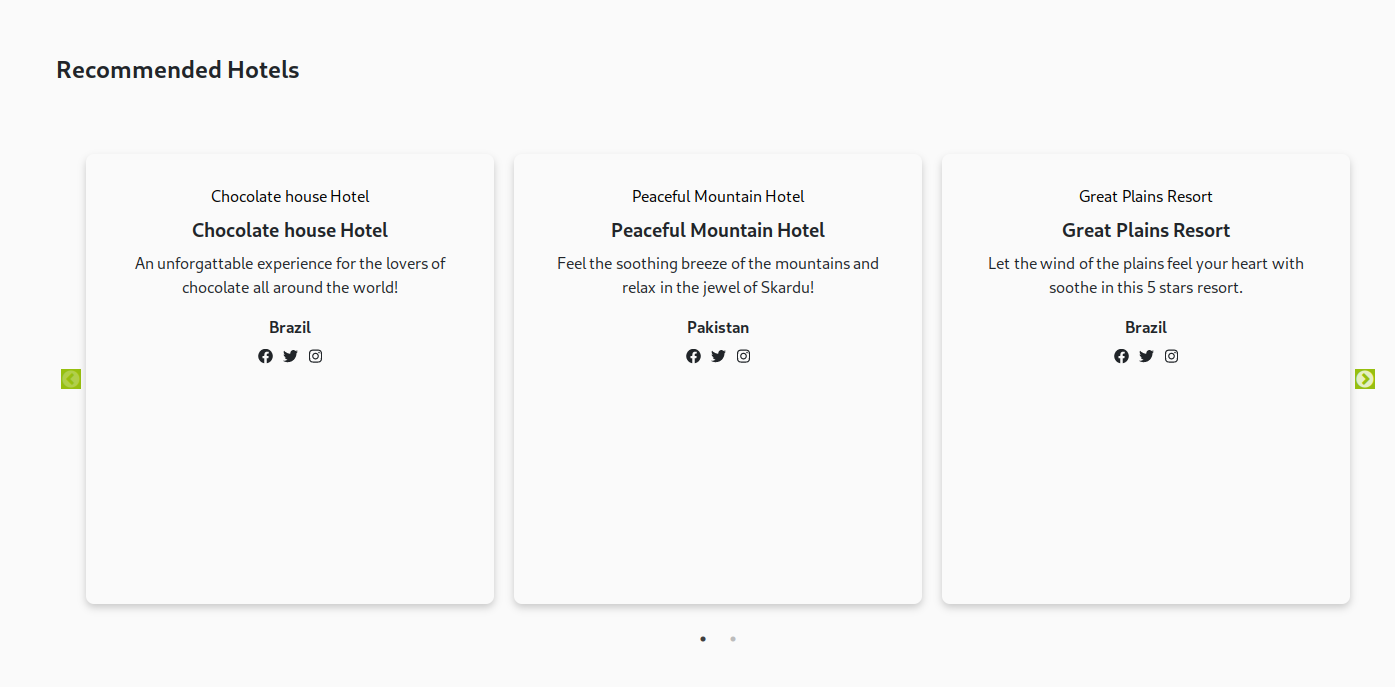 Recommended Hotels
Chocolate house Hotel
Chocolate house Hotel
An unforgattable experience for the lovers of
chocolate all around the world!
Brazil
Peaceful Mountain Hotel
Peaceful Mountain Hotel
Feel the soothing breeze of the mountains and
relax in the jewel of Skardu!
Pakistan
Great Plains Resort
Great Plains Resort
Let the wind of the plains feel your heart with
soothe in this 5 stars resort.
Brazil